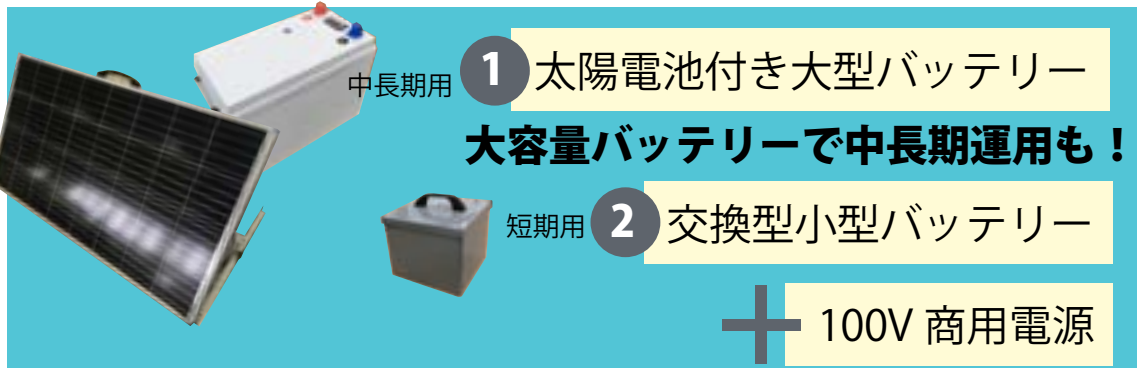 中長期用 1 太陽電池付き大型バッテリー
大容量バッテリーで中長期運用も！
短期用 2 交換型小型バッテリー
100V 商用電源